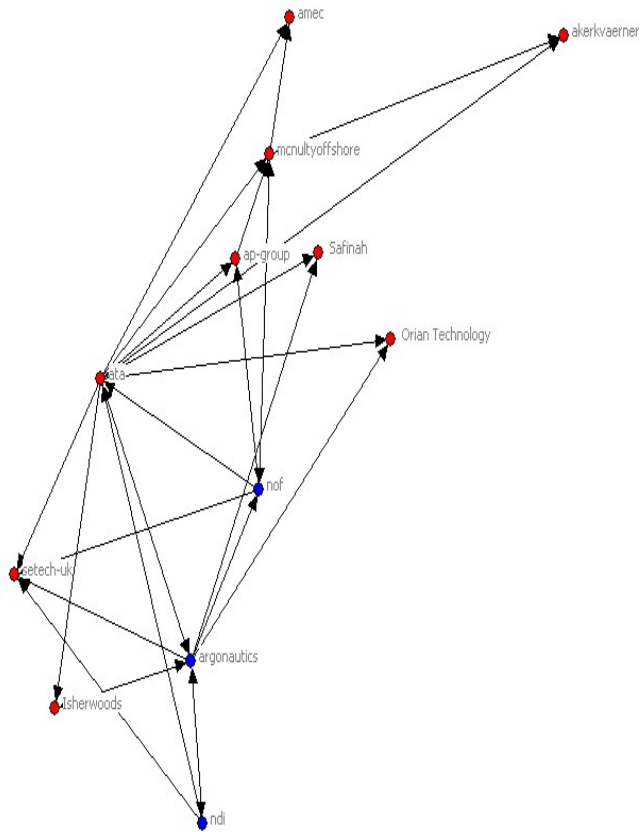 amec
akerkvaerner
mcnultyoffshore
ap-group
Safinah
Orian Technology
nof
setech-uk
argonautics
Isherwoods
ndi